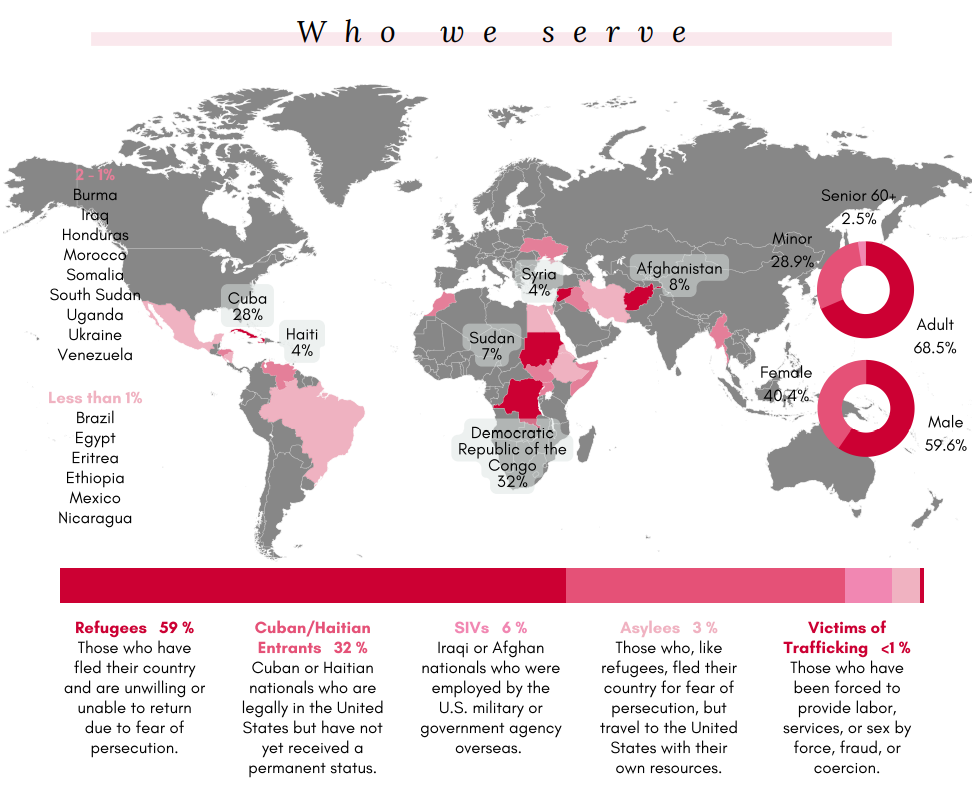 Who we serve
2 - 1%
Burma
Iraq
Honduras
Morocco
Somalia
South Sudan
Uganda
Ukraine
Venezuela
Less than 1%
Brazil
Egypt
Eritrea
Ethiopia
Mexico
Nicaragua
Cuba
28%
Haiti
4%
Syria
4%
Afghanistan
8%
Sudan
7%
Democratic
Republic of the
Congo
32%
Senior 60+
2.5%
Minor
28.9%
Adult
68.5%
Female
40.4%
Male
59.6%
Refugees 59 %
Those who have
fled their country
and are unwilling or
unable to return
due to fear of
persecution.
Cuban/Haitian
Entrants 32 %
Cuban or Haitian
nationals who are
legally in the United
States but have not
yet received a
permanent status.
SIVs 6 %
Iraqi or Afghan
nationals who were
employed by the
U.S. military or
government agency
overseas.
Asylees 3 %
Those who, like
refugees, fled their
country for fear of
persecution, but
travel to the United
States with their
own resources.
Victims of
Trafficking <1 %
Those who have
been forced to
provide labor,
services, or sex by
force, fraud, or
coercion.